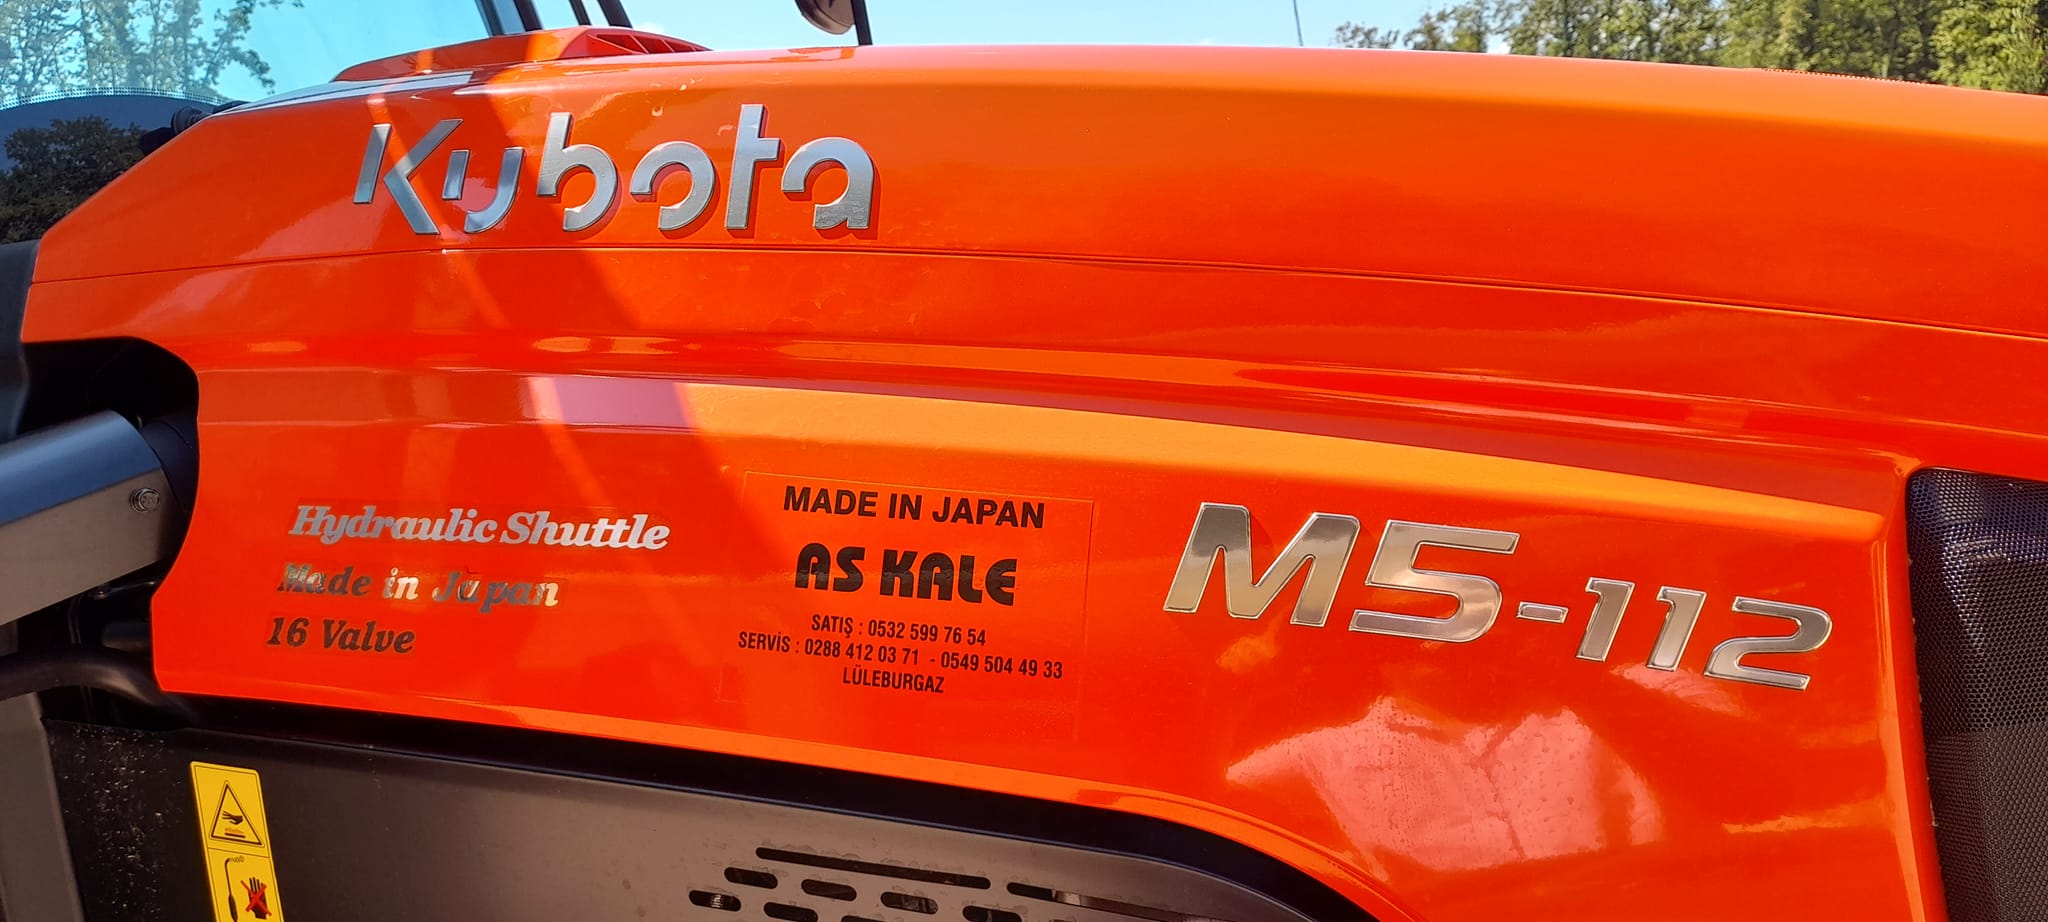 Kubota
Hydraulic Shuttle
Made in Japan
16 Valve
MADE IN JAPAN
AS KALE
SATIŞ : 0532 599 76 54
SERVİS : 0288 412 03 71 - 0549 504 49 33
LÜLEBURGAZ
M5-112